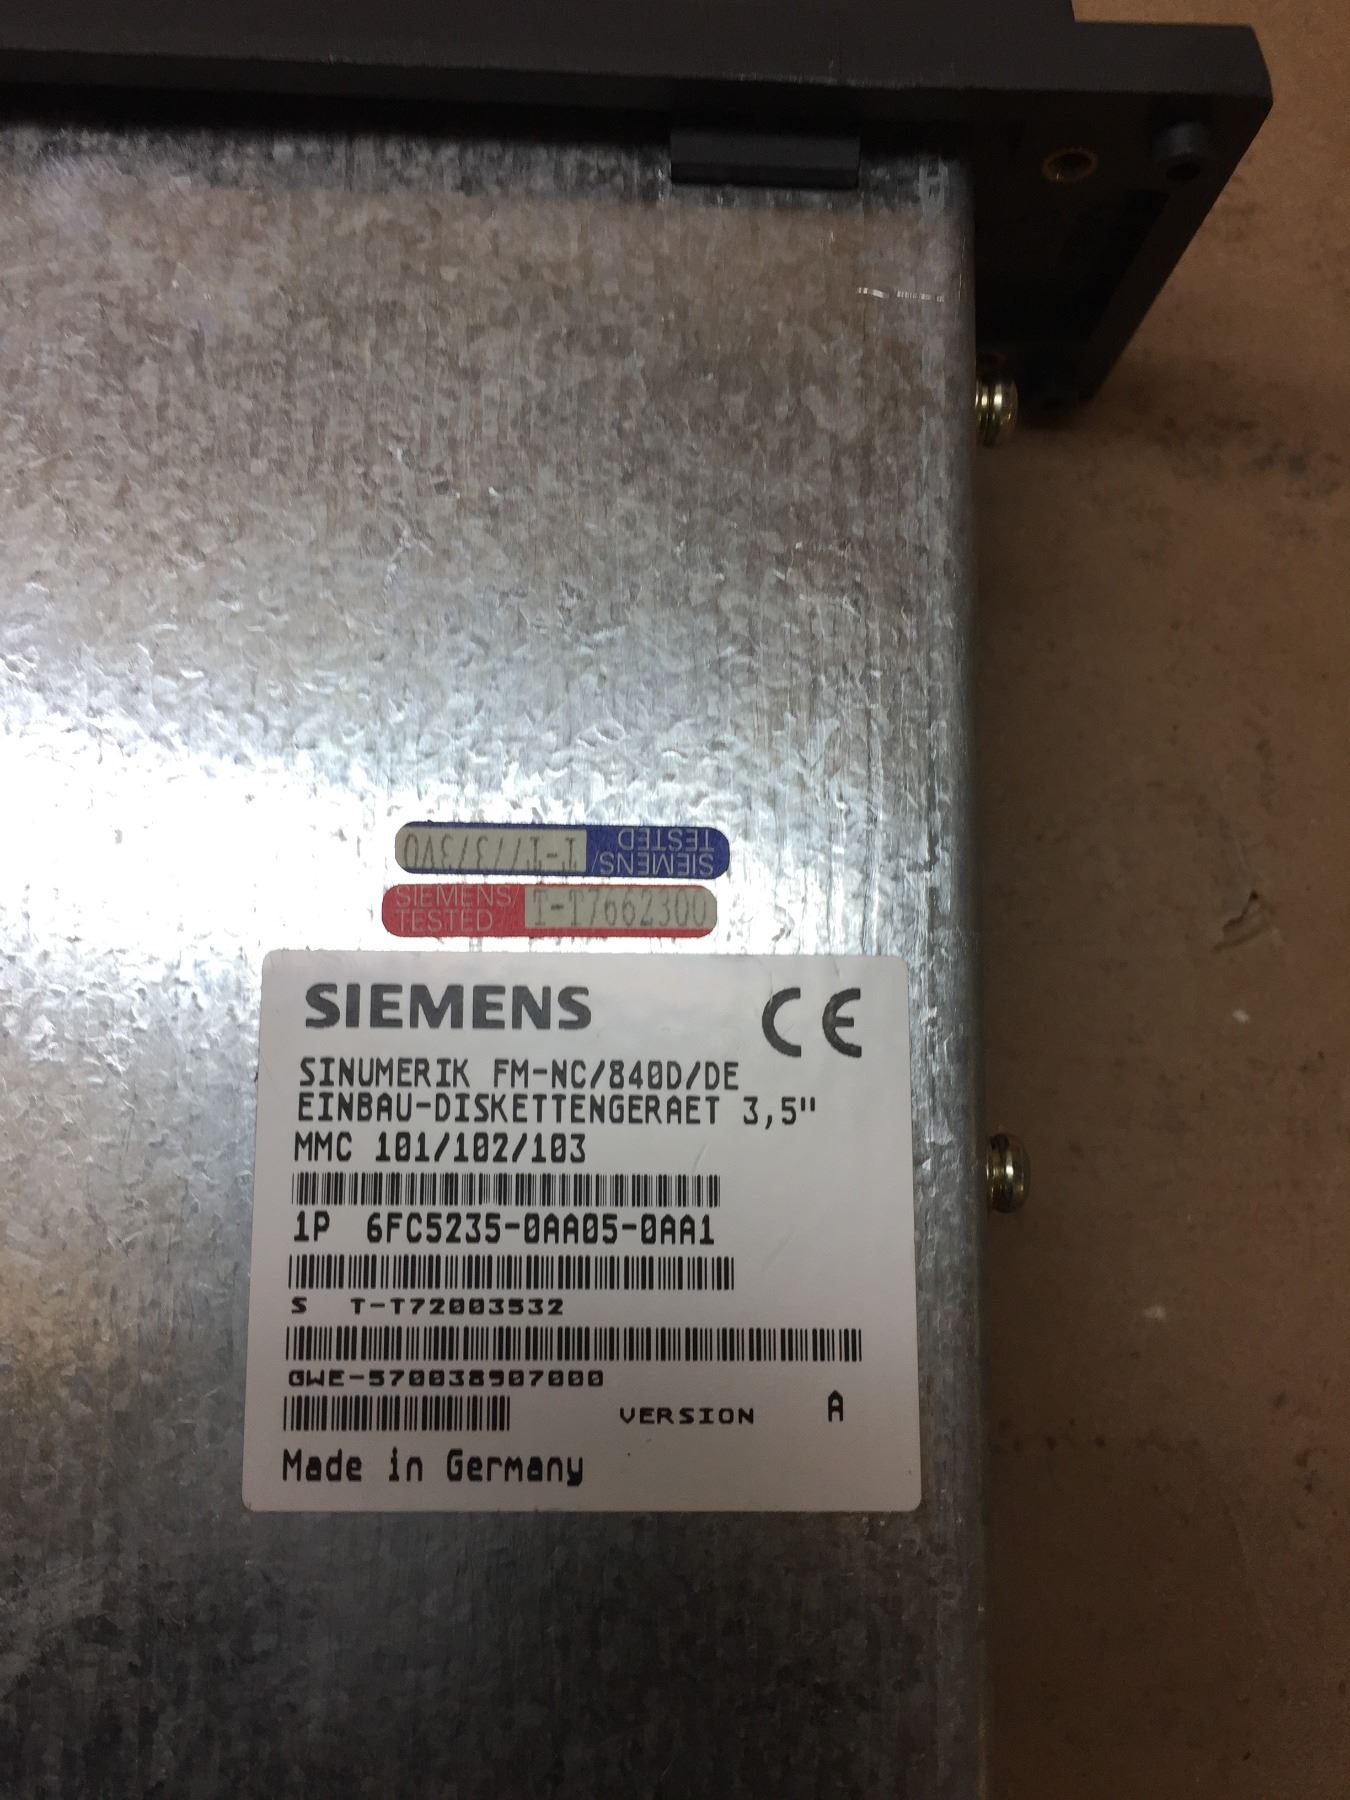 SIEMENS/
TESTED
SIEMENS/
TESTED T-T7662300
SIEMENS CE
SINUMERIK FM-NC/840D/DE
EINBAU-DISKETTENGERAET 3,5"
MMC 101/102/103
1P 6FC5235-0AA05-0AA1
S T-T72003532
GWE-570038907000
VERSION A
Made in Germany